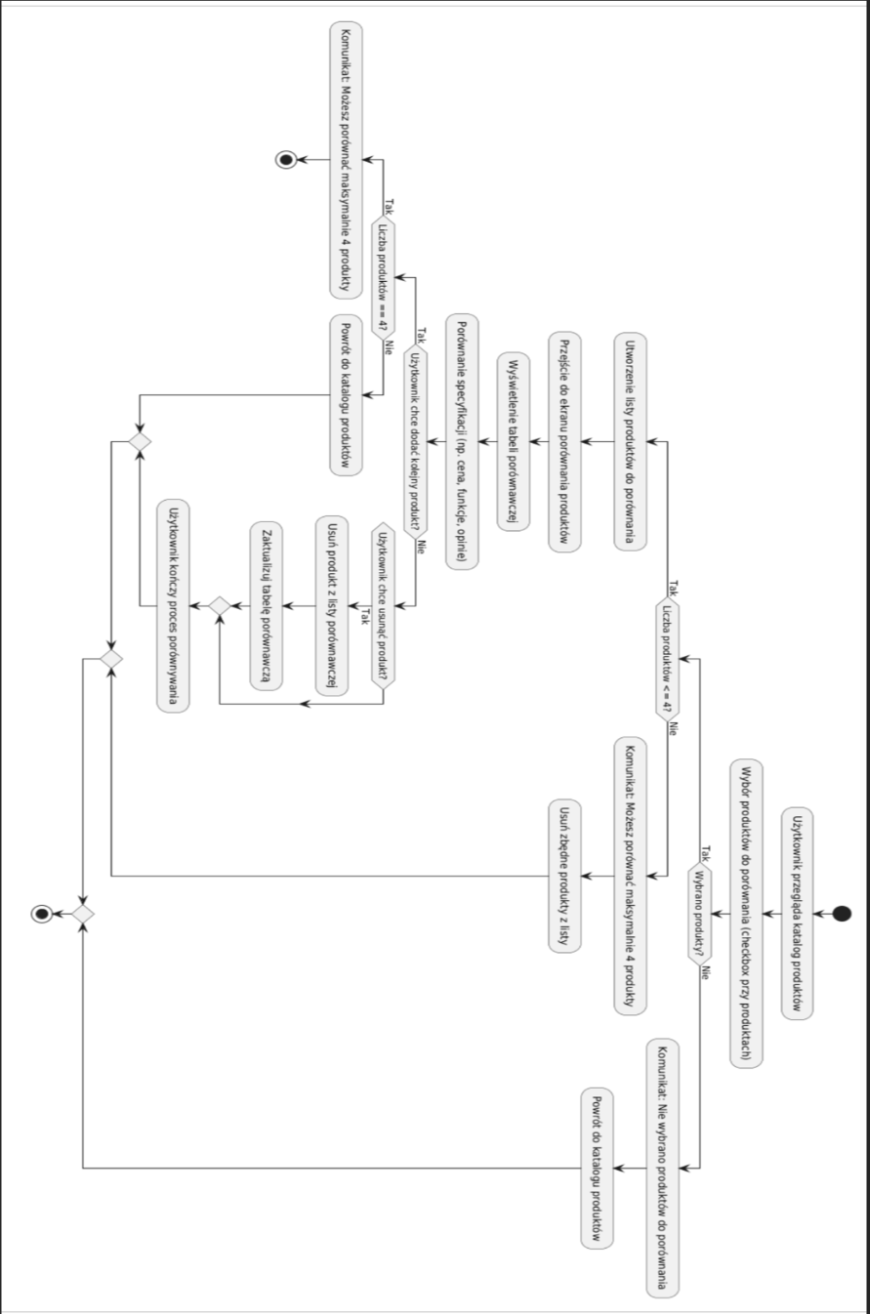 Użytkownik przegląda katalog produktów
Wybór produktów do porównania (checkbox przy produktach)
Tak
Wybrano produkty?
Nie
Tak
Liczba produktów <= 4?
Nie
Komunikat: Nie wybrano produktów do porównania
Utworzenie listy produktów do porównania
Komunikat: Możesz porównać maksymalnie 4 produkty
Powrót do katalogu produktów
Przejście do ekranu porównania produktów
Usuń zbędne produkty z listy
Wyświetlenie tabeli porównawczej
Porównanie specyfikacji (np. cena, funkcje, opinie)
Tak
Użytkownik chce dodać kolejny produkt?
Nie
Tak
Liczba produktów == 4?
Nie
Użytkownik chce usunąć produkt?
Tak
Komunikat: Możesz porównać maksymalnie 4 produkty
Powrót do katalogu produktów
Usuń produkt z listy porównawczej
Zaktualizuj tabelę porównawczą
Użytkownik kończy proces porównywania